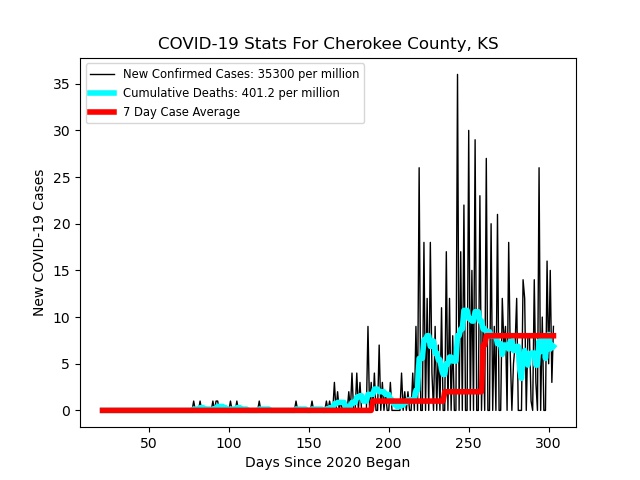 COVID-19 Stats For Cherokee County, KS
New Confirmed Cases: 35300 per million
Cumulative Deaths: 401.2 per million
7 Day Case Average
New COVID-19 Cases
35
30
25
20
15
10
5
0
50 100 150 200 250 300
Days Since 2020 Began